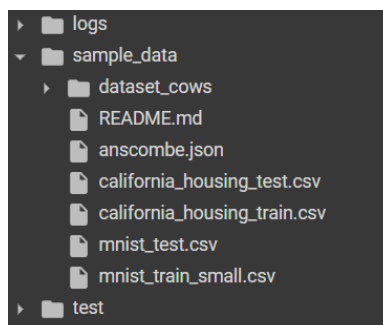 logs
sample_data
dataset_cows
README.md
anscombe.json
california_housing_test.csv
california_housing_train.csv
mnist_test.csv
mnist_train_small.csv
test